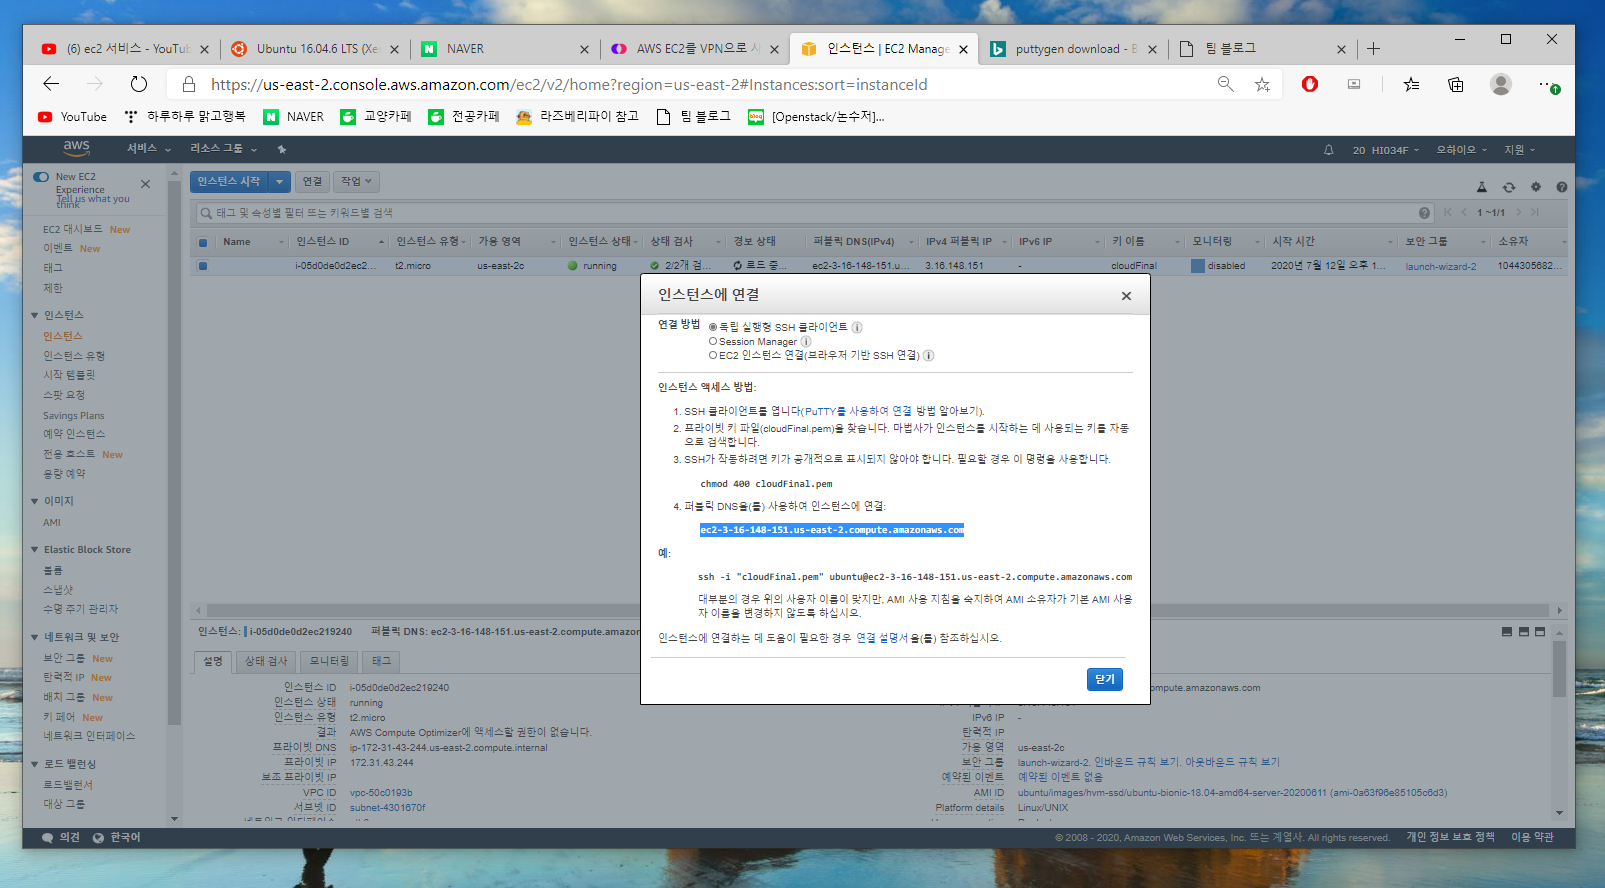 (6) ec2 서비스 - YouTu
Ubuntu 16.04.6 LTS (Xe
NAVER
AWS EC2를 VPN으로 사
인스턴스 | EC2 Manage
puttygen download - B
팀 블로그
https://us-east-2.console.aws.amazon.com/ec2/v2/home?region=us-east-2#Instances:sort=instanceId
YouTube
하루하루 맑고행복
NAVER
교양카페
전공카페
라즈베리파이 참고
팀 블로그
[Openstack/논수저]...
aws
서비스
리소스 그룹
20_HI034F
오하이오
지원
New EC2
Experience
Tell us what you
think
인스턴스 시작
연결
작업
태그 및 속성별 필터 또는 키워드별 검색
1 ~1/1
Name
인스턴스 ID
인스턴스 유형
가용 영역
인스턴스 상태
상태 검사
경보 상태
퍼블릭 DNS(IPv4)
IPv4 퍼블릭 IP
IPv6 IP
키 이름
모니터링
시작 시간
보안 그룹
소유자
i-05d0de0d2ec2...
t2.micro
us-east-2c
running
2/2개 검...
로드 중...
ec2-3-16-148-151.u...
3.16.148.151
-
cloudFinal
disabled
2020년 7월 12일 오후 1...
launch-wizard-2
1044305682...
EC2 대시보드 New
이벤트 New
태그
제한
인스턴스
인스턴스
인스턴스 유형
시작 템플릿
스팟 요청
Savings Plans
예약 인스턴스
전용 호스트 New
용량 예약
이미지
AMI
Elastic Block Store
볼륨
스냅샷
수명 주기 관리자
네트워크 및 보안
보안 그룹 New
탄력적 IP New
배치 그룹 New
키 페어 New
네트워크 인터페이스
로드 밸런싱
로드밸런서
대상 그룹
인스턴스에 연결
연결 방법
독립 실행형 SSH 클라이언트
Session Manager
EC2 인스턴스 연결(브라우저 기반 SSH 연결)
인스턴스 액세스 방법:
1. SSH 클라이언트를 엽니다(PuTTY를 사용하여 연결 방법 알아보기).
2. 프라이빗 키 파일(cloudFinal.pem)을 찾습니다. 마법사가 인스턴스를 시작하는 데 사용되는 키를 자동
으로 검색합니다.
3. SSH가 작동하려면 키가 공개적으로 표시되지 않아야 합니다. 필요할 경우 이 명령을 사용합니다.
chmod 400 cloudFinal.pem
4. 퍼블릭 DNS을(를) 사용하여 인스턴스에 연결:
ec2-3-16-148-151.us-east-2.compute.amazonaws.com
예:
ssh -i "cloudFinal.pem" ubuntu@ec2-3-16-148-151.us-east-2.compute.amazonaws.com
대부분의 경우 위의 사용자 이름이 맞지만, AMI 사용 지침을 숙지하여 AMI 소유자가 기본 AMI 사용
자 이름을 변경하지 않도록 하십시오.
인스턴스에 연결하는 데 도움이 필요한 경우 연결 설명서 을(를) 참조하십시오.
닫기
인스턴스: i-05d0de0d2ec219240 퍼블릭 DNS: ec2-3-16-148-151.us-east-2.compute.amazon
설명
상태 검사
모니터링
태그
인스턴스 ID i-05d0de0d2ec219240
인스턴스 상태 running
인스턴스 유형 t2.micro
결과 AWS Compute Optimizer에 액세스할 권한이 없습니다.
프라이빗 DNS ip-172-31-43-244.us-east-2.compute.internal
프라이빗 IP 172.31.43.244
보조 프라이빗 IP
VPC ID vpc-50c0193b
서브넷 ID subnet-4301670f
ompute.amazonaws.com
IPv6 IP -
탄력적 IP
가용 영역 us-east-2c
보안 그룹 launch-wizard-2. 인바운드 규칙 보기. 아웃바운드 규칙 보기
예약된 이벤트 예약된 이벤트 없음
AMI ID ubuntu/images/hvm-ssd/ubuntu-bionic-18.04-amd64-server-20200611 (ami-0a63f96e85105c6d3)
Platform details Linux/UNIX
의견
한국어
© 2008 - 2020, Amazon Web Services, Inc. 또는 계열사. All rights reserved.
개인 정보 보호 정책
이용 약관